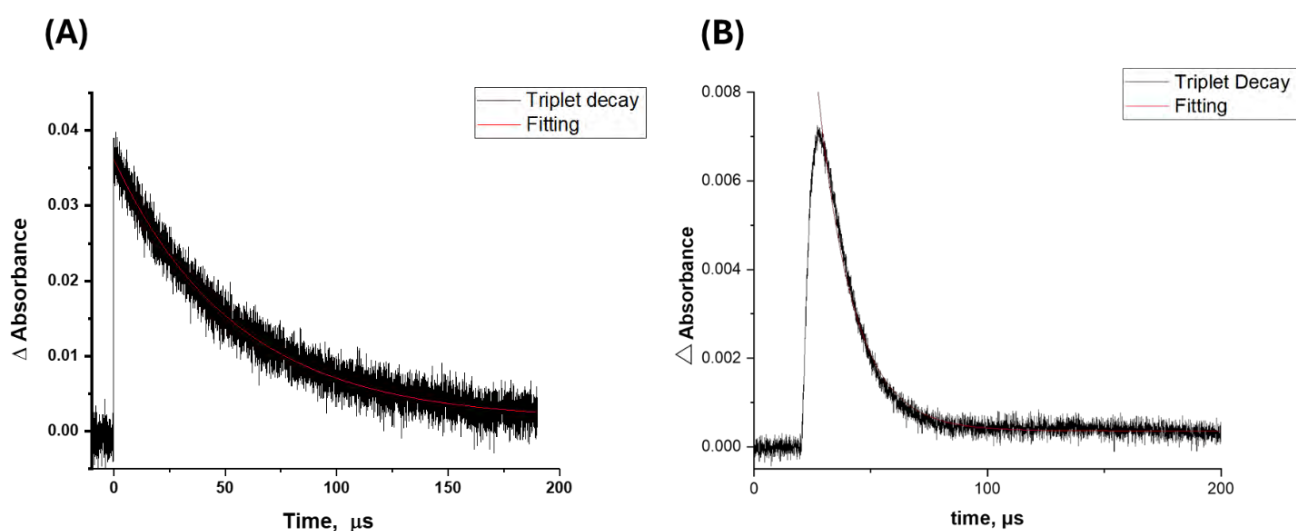 (A)
Triplet decay
Fitting
0.04
0.03
0.02
0.01
0.00
Δ Absorbance
0
50
100
150
200
Time, μs
(B)
Triplet Decay
Fitting
0.008
0.006
0.004
0.002
0.000
△ Absorbance
0
100
200
time, µs